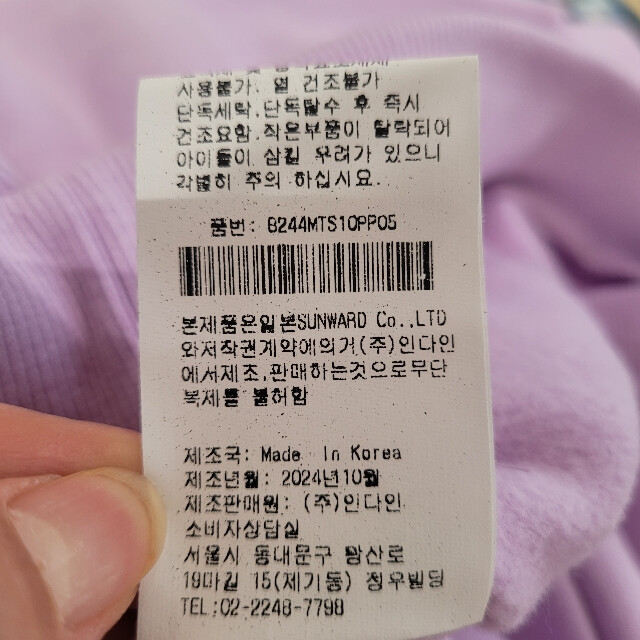 사용불가. 열 건조불가
단독세탁.단독탈수 후 즉시
건조요함.작은부품이 탈락되어
아이들이 삼킬 우려가 있으니
각별히 주의 하십시요.
품번: B244MTS10PP05
본제품은일본SUNWARD Co.,LTD
와저작권계약에의거(주)인다인
에서제조,판매하는것으로무단
복제를 불허함
제조국: Made In Korea
제조년월: 2024년10월
제조판매원: (주)인다인
소비자상담실
서울시 동대문구 왕산로
19마길 15(제기동) 정우빌딩
TEL:02-2248-7798